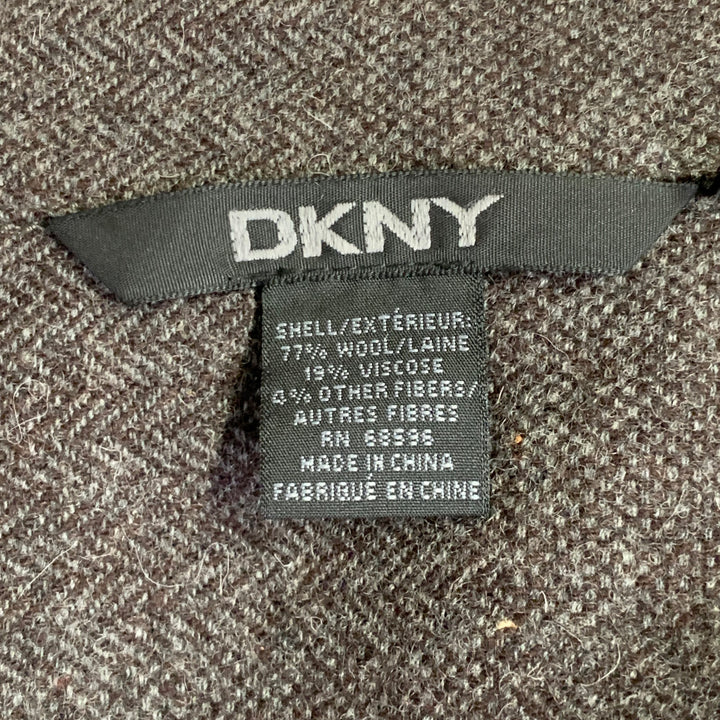 DKNY
SHELL/EXTÉRIEUR:
77% WOOL/LAINE
19% VISCOSE
4% OTHER FIBERS/
AUTRES FIBRES
RN 68536
MADE IN CHINA
FABRIQUÉ EN CHINE